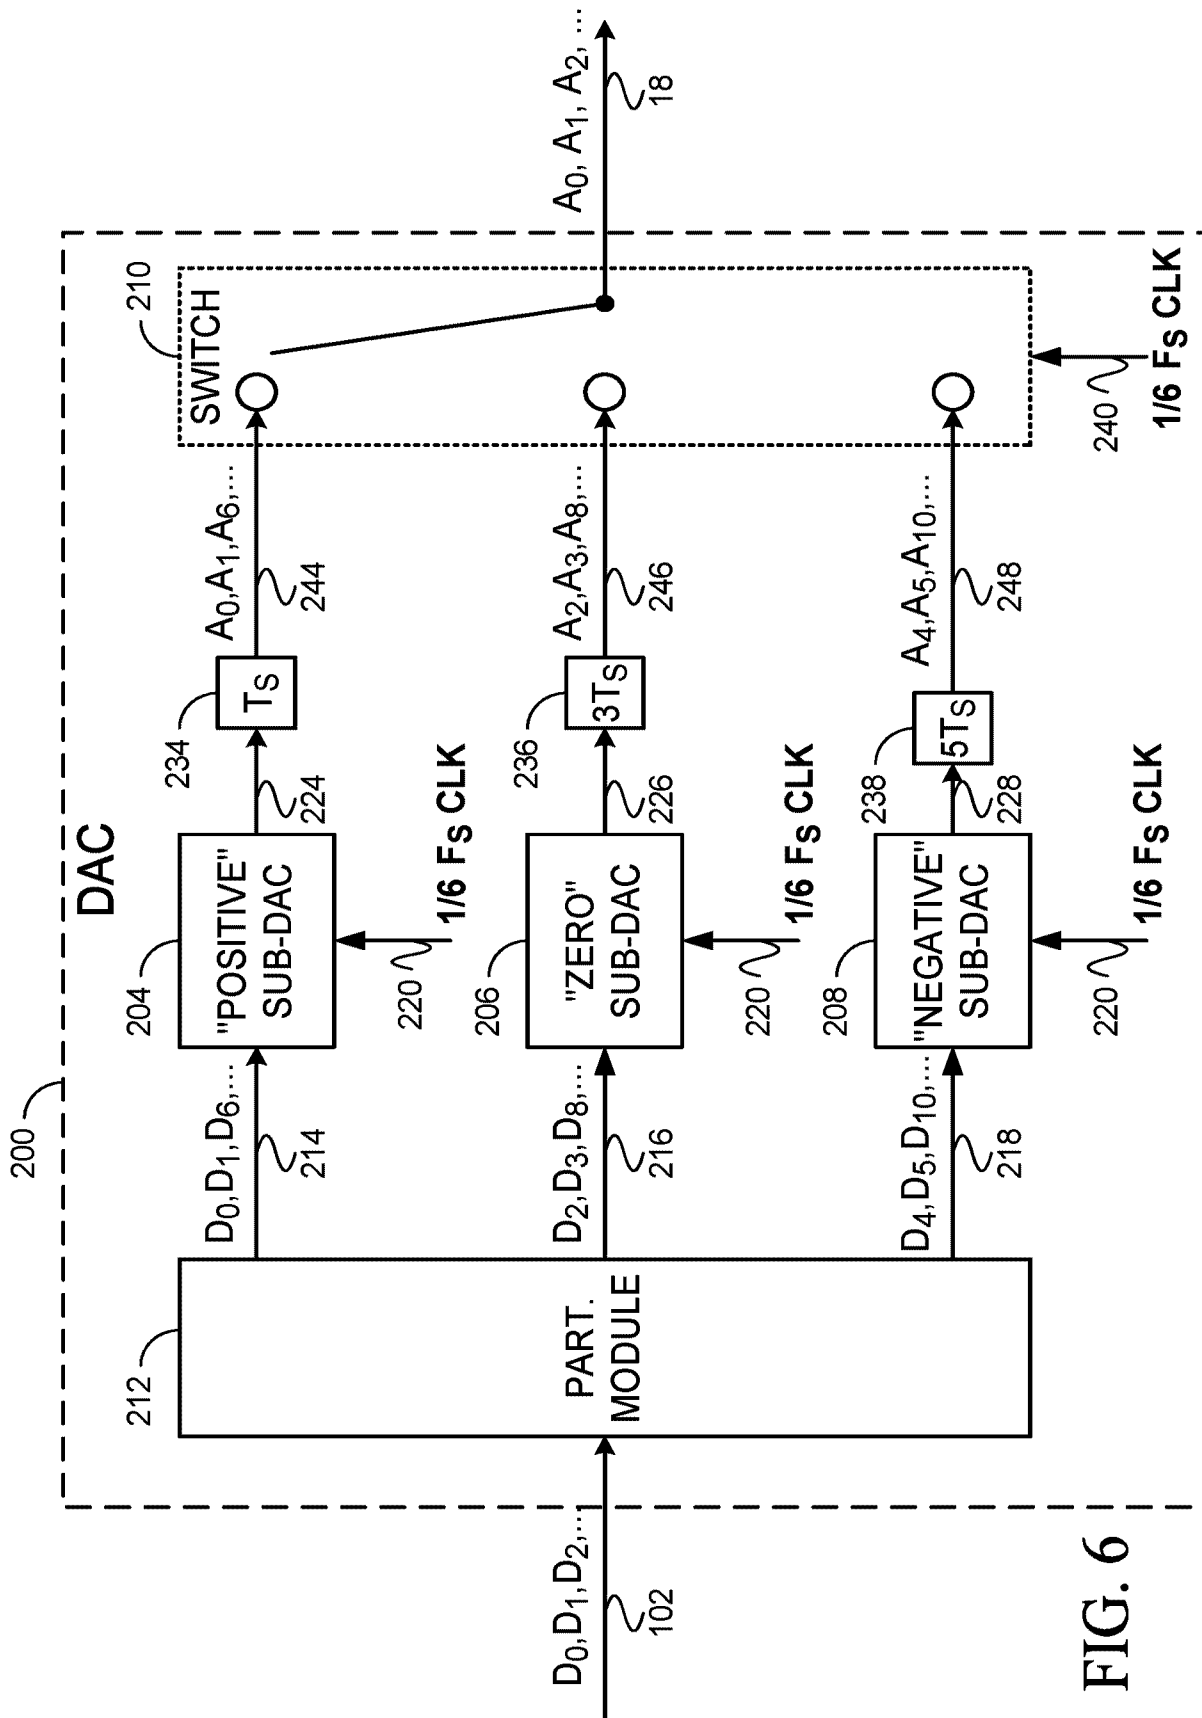 200
DAC
D0,D1,D2,...
102
212
PART.
MODULE
D0,D1,D6,...
214
204
"POSITIVE"
SUB-DAC
220
1/6 FS CLK
224
234
TS
A0,A1,A6,...
244
D2,D3,D8,...
216
206
"ZERO"
SUB-DAC
220
1/6 FS CLK
226
236
3TS
A2,A3,A8,...
246
D4,D5,D10,...
218
208
"NEGATIVE"
SUB-DAC
220
1/6 FS CLK
228
238
5TS
A4,A5,A10,...
248
210
SWITCH
240
1/6 FS CLK
A0, A1, A2, ...
18
FIG. 6